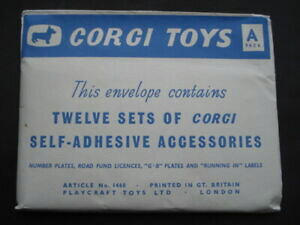 CORGI TOYS
A
PACK
This envelope contains
TWELVE SETS OF CORGI
SELF-ADHESIVE ACCESSORIES
NUMBER PLATES, ROAD FUND LICENCES, "G-B" PLATES AND "RUNNING IN" LABELS
ARTICLE No. 1460 - PRINTED IN GT. BRITAIN
PLAYCRAFT TOYS LTD - LONDON